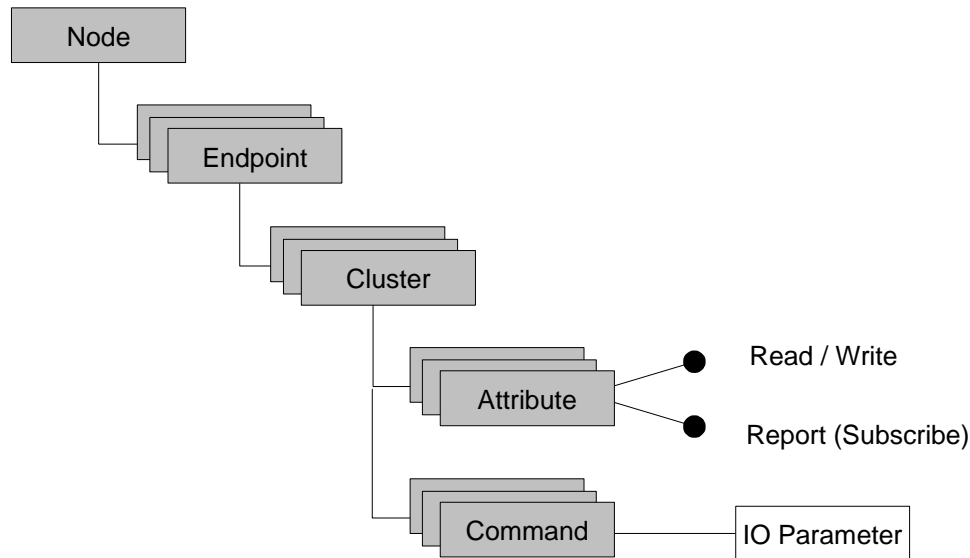 Node
Endpoint
Cluster
Attribute
Read / Write
Report (Subscribe)
Command
IO Parameter